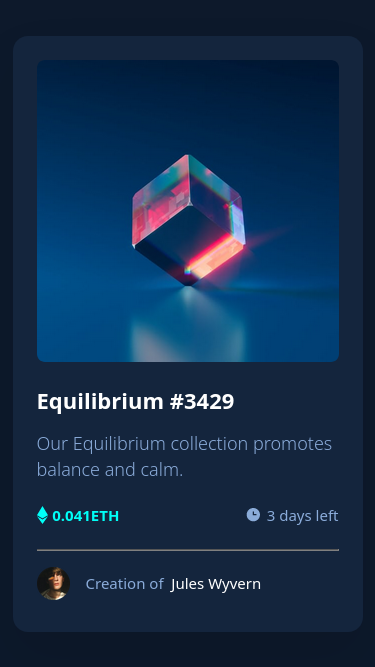 Equilibrium #3429
Our Equilibrium collection promotes
balance and calm.
0.041ETH 3 days left
Creation of Jules Wyvern